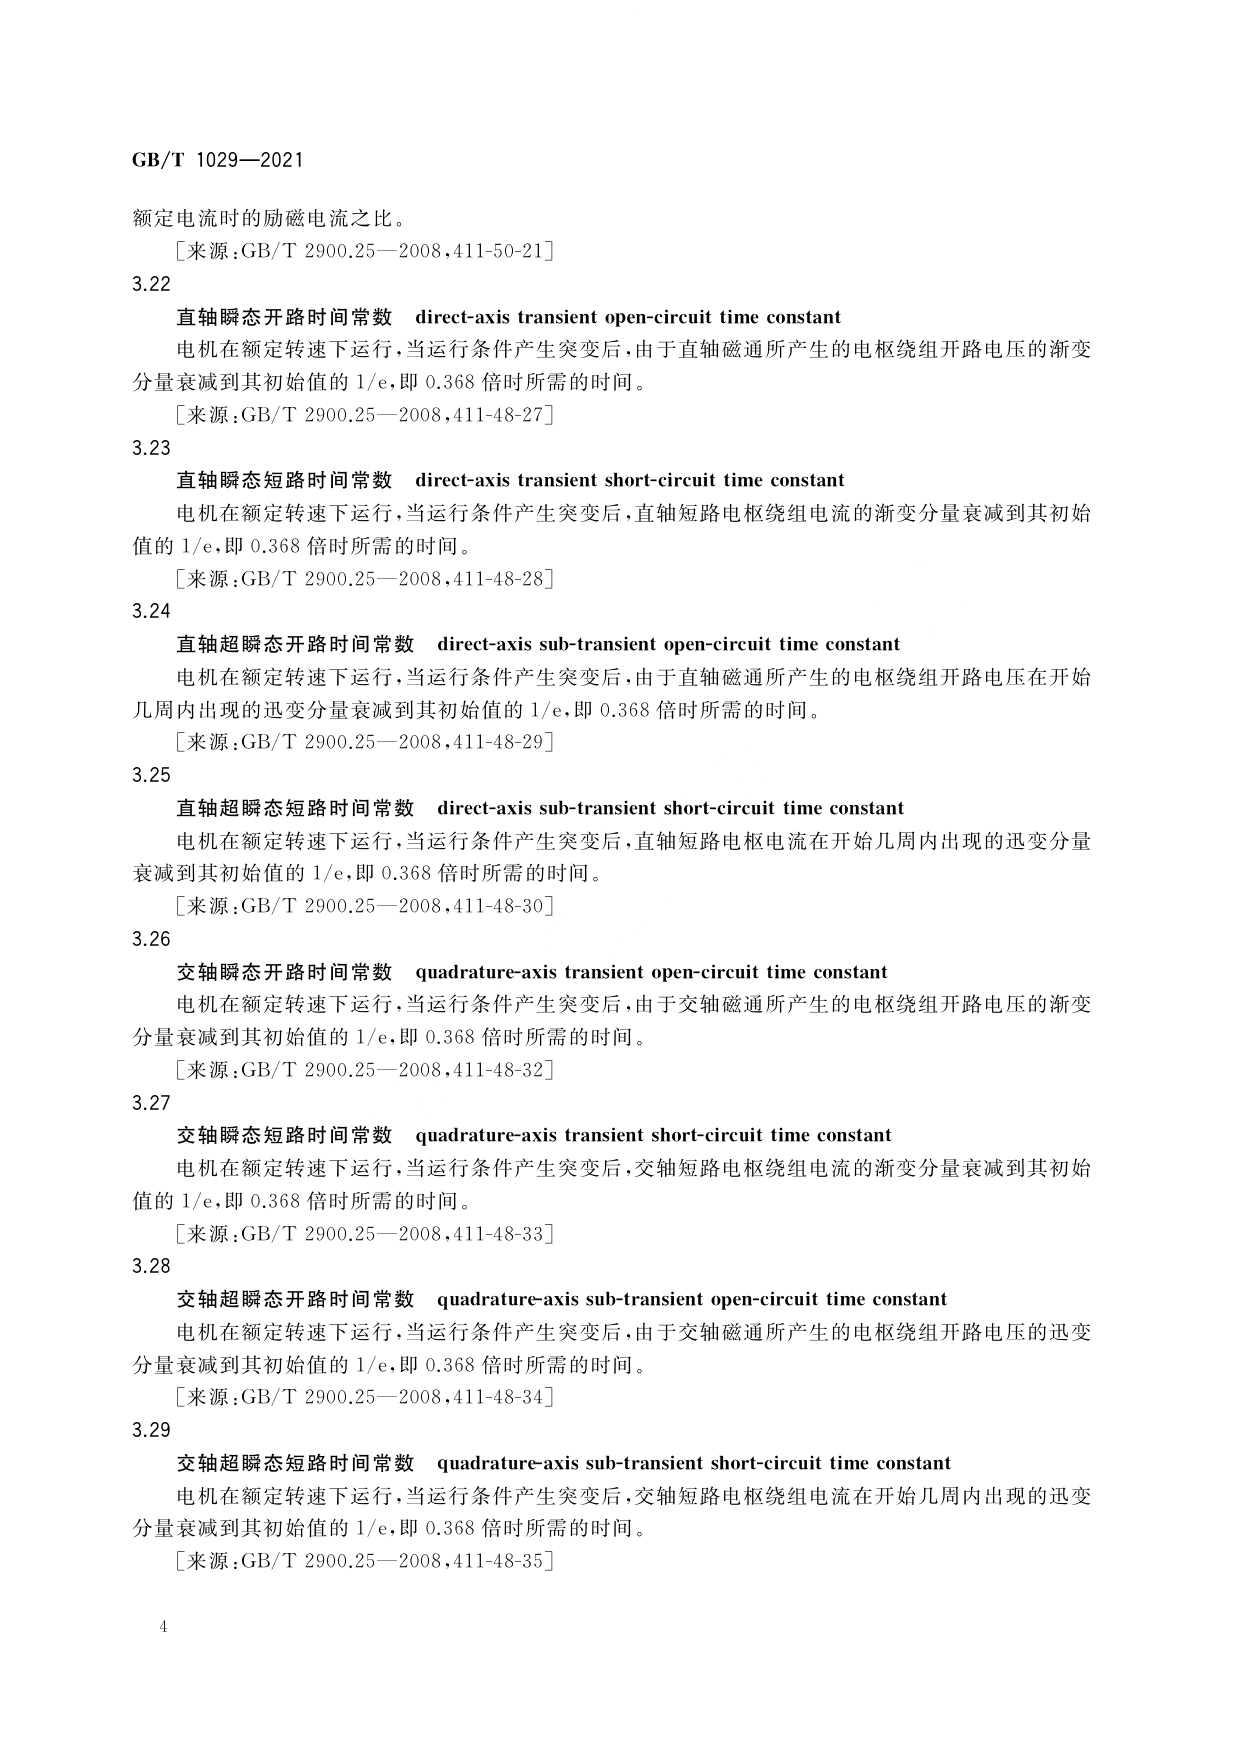 GB/T 1029—2021
额定电流时的励磁电流之比。
[来源:GB/T 2900.25—2008,411-50-21]
3.22
直轴瞬态开路时间常数 direct-axis transient open-circuit time constant
电机在额定转速下运行,当运行条件产生突变后,由于直轴磁通所产生的电枢绕组开路电压的渐变
分量衰减到其初始值的 1/e,即 0.368 倍时所需的时间。
[来源:GB/T 2900.25—2008,411-48-27]
3.23
直轴瞬态短路时间常数 direct-axis transient short-circuit time constant
电机在额定转速下运行,当运行条件产生突变后,直轴短路电枢绕组电流的渐变分量衰减到其初始
值的 1/e,即 0.368 倍时所需的时间。
[来源:GB/T 2900.25—2008,411-48-28]
3.24
直轴超瞬态开路时间常数 direct-axis sub-transient open-circuit time constant
电机在额定转速下运行,当运行条件产生突变后,由于直轴磁通所产生的电枢绕组开路电压在开始
几周内出现的迅变分量衰减到其初始值的 1/e,即 0.368 倍时所需的时间。
[来源:GB/T 2900.25—2008,411-48-29]
3.25
直轴超瞬态短路时间常数 direct-axis sub-transient short-circuit time constant
电机在额定转速下运行,当运行条件产生突变后,直轴短路电枢电流在开始几周内出现的迅变分量
衰减到其初始值的 1/e,即 0.368 倍时所需的时间。
[来源:GB/T 2900.25—2008,411-48-30]
3.26
交轴瞬态开路时间常数 quadrature-axis transient open-circuit time constant
电机在额定转速下运行,当运行条件产生突变后,由于交轴磁通所产生的电枢绕组开路电压的渐变
分量衰减到其初始值的 1/e,即 0.368 倍时所需的时间。
[来源:GB/T 2900.25—2008,411-48-32]
3.27
交轴瞬态短路时间常数 quadrature-axis transient short-circuit time constant
电机在额定转速下运行,当运行条件产生突变后,交轴短路电枢绕组电流的渐变分量衰减到其初始
值的 1/e,即 0.368 倍时所需的时间。
[来源:GB/T 2900.25—2008,411-48-33]
3.28
交轴超瞬态开路时间常数 quadrature-axis sub-transient open-circuit time constant
电机在额定转速下运行,当运行条件产生突变后,由于交轴磁通所产生的电枢绕组开路电压的迅变
分量衰减到其初始值的 1/e,即 0.368 倍时所需的时间。
[来源:GB/T 2900.25—2008,411-48-34]
3.29
交轴超瞬态短路时间常数 quadrature-axis sub-transient short-circuit time constant
电机在额定转速下运行,当运行条件产生突变后,交轴短路电枢绕组电流在开始几周内出现的迅变
分量衰减到其初始值的 1/e,即 0.368 倍时所需的时间。
[来源:GB/T 2900.25—2008,411-48-35]
4